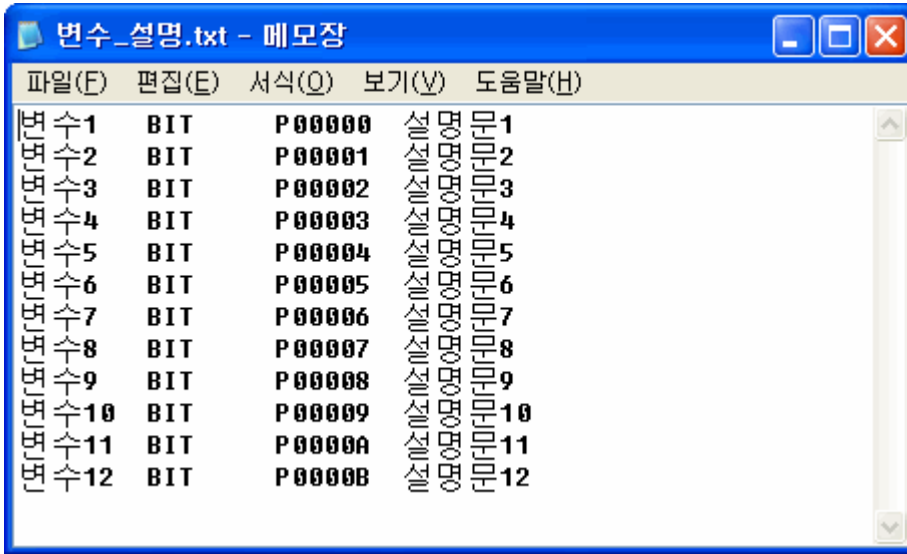 변수_설명.txt - 메모장
파일(F) 편집(E) 서식(O) 보기(V) 도움말(H)
변수1 BIT P00000 설명문1
변수2 BIT P00001 설명문2
변수3 BIT P00002 설명문3
변수4 BIT P00003 설명문4
변수5 BIT P00004 설명문5
변수6 BIT P00005 설명문6
변수7 BIT P00006 설명문7
변수8 BIT P00007 설명문8
변수9 BIT P00008 설명문9
변수10 BIT P00009 설명문10
변수11 BIT P0000A 설명문11
변수12 BIT P0000B 설명문12